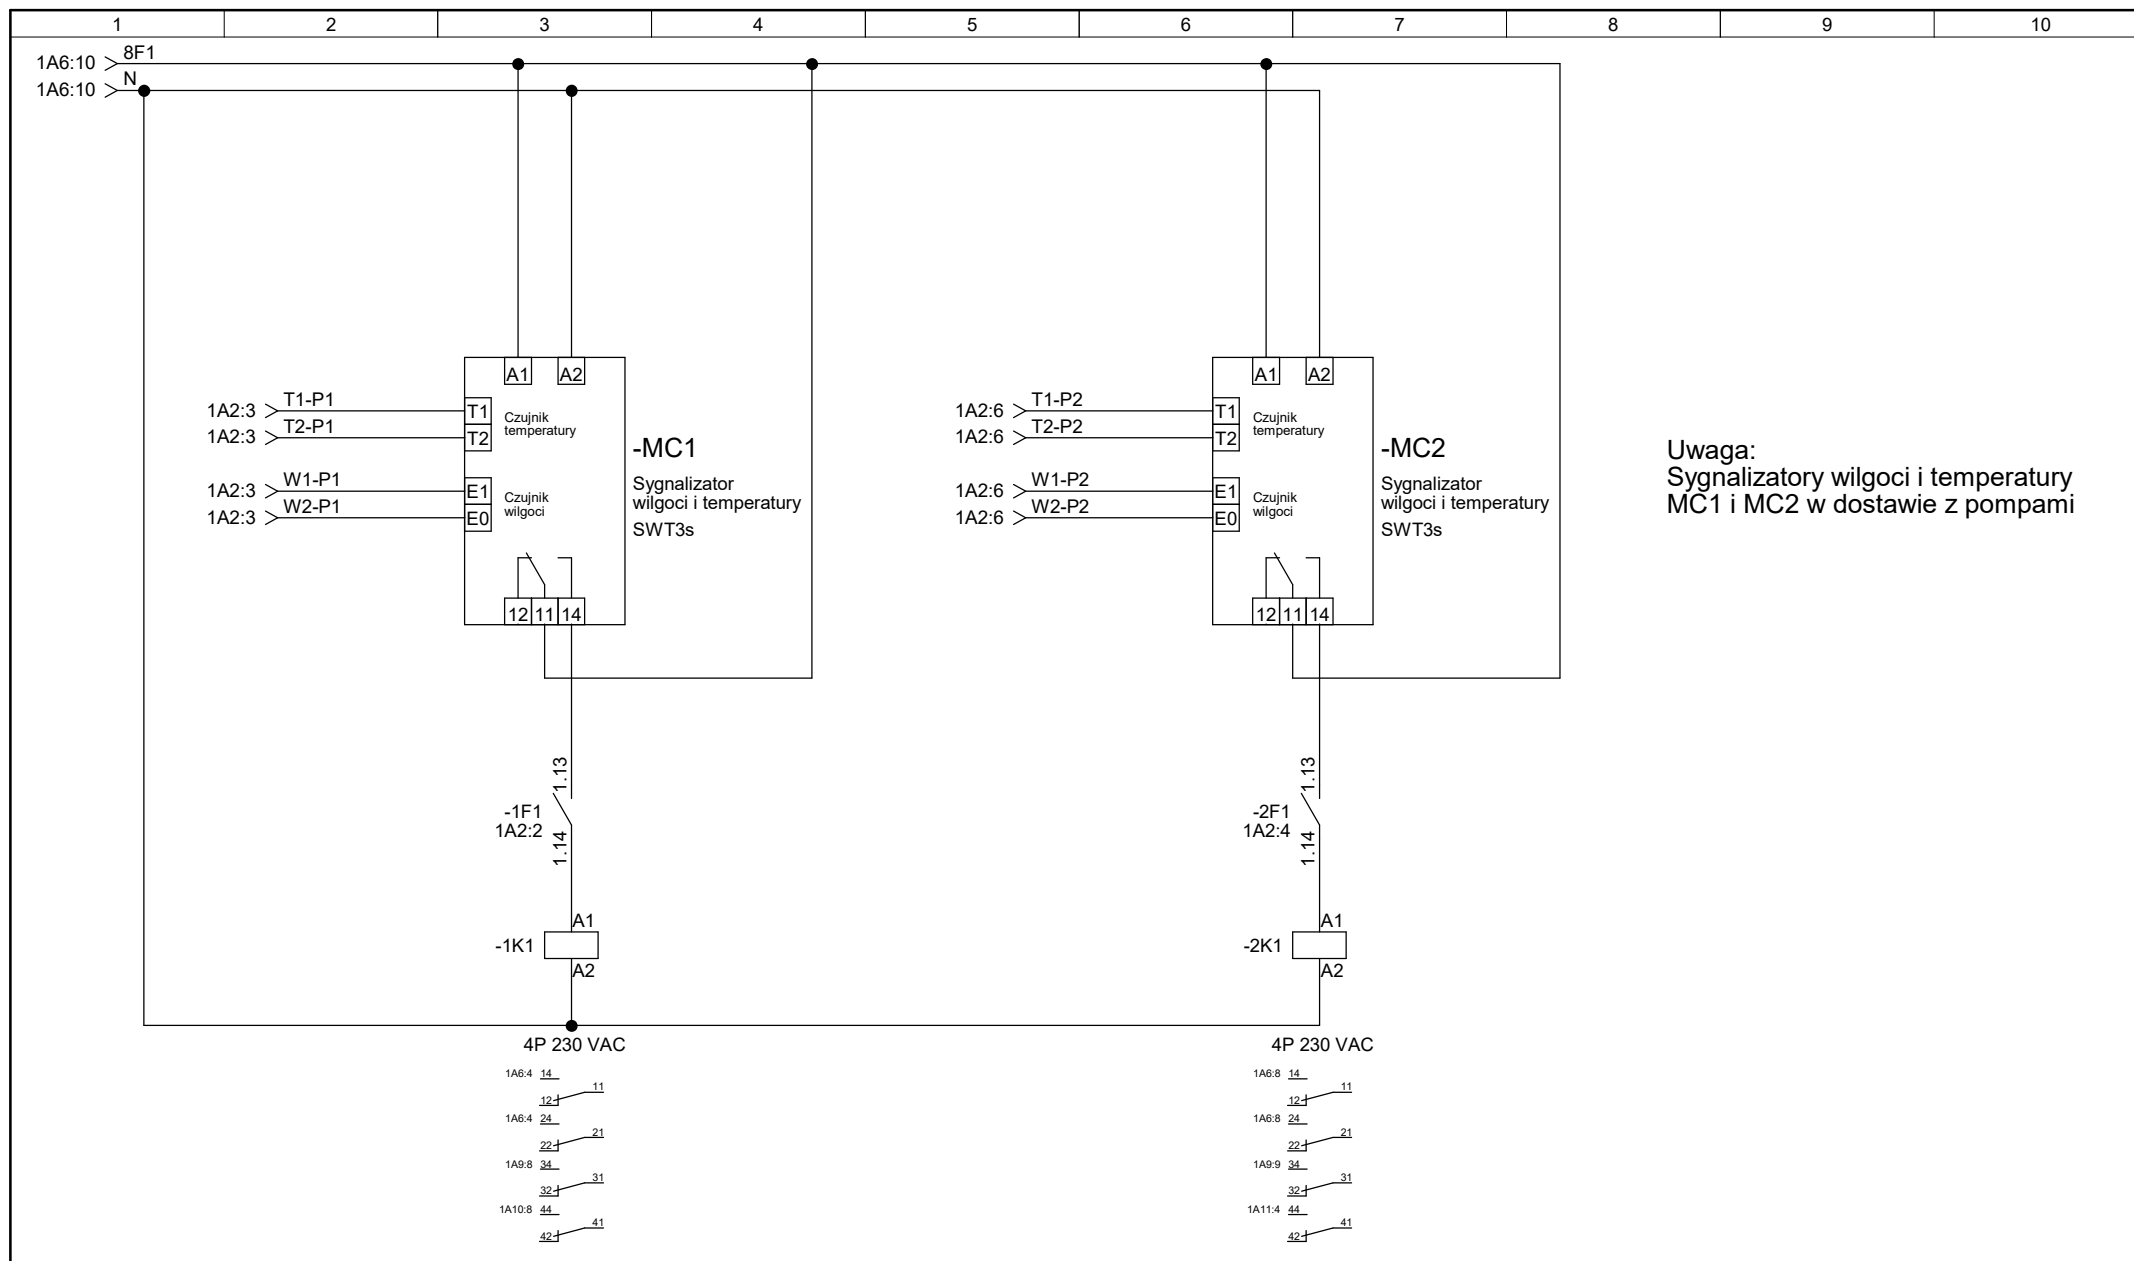 1 2 3 4 5 6 7 8 9 10
1A6:10 8F1
1A6:10 N
A1 A2
1A2:3 T1-P1 T1
1A2:3 T2-P1 T2
Czujnik
temperatury
1A2:3 W1-P1 E1
1A2:3 W2-P1 E0
Czujnik
wilgoci
-MC1
Sygnalizator
wilgoci i temperatury
SWT3s
12 11 14
A1 A2
1A2:6 T1-P2 T1
1A2:6 T2-P2 T2
Czujnik
temperatury
1A2:6 W1-P2 E1
1A2:6 W2-P2 E0
Czujnik
wilgoci
-MC2
Sygnalizator
wilgoci i temperatury
SWT3s
12 11 14
Uwaga:
Sygnalizatory wilgoci i temperatury
MC1 i MC2 w dostawie z pompami
1.13
-1F1
1A2:2
1.14
A1
-1K1
A2
1.13
-2F1
1A2:4
1.14
A1
-2K1
A2
4P 230 VAC
1A6:4 14
11
12
1A6:4 24
21
22
1A9:8 34
31
32
1A10:8 44
41
42
4P 230 VAC
1A6:8 14
11
12
1A6:8 24
21
22
1A9:9 34
31
32
1A11:4 44
41
42